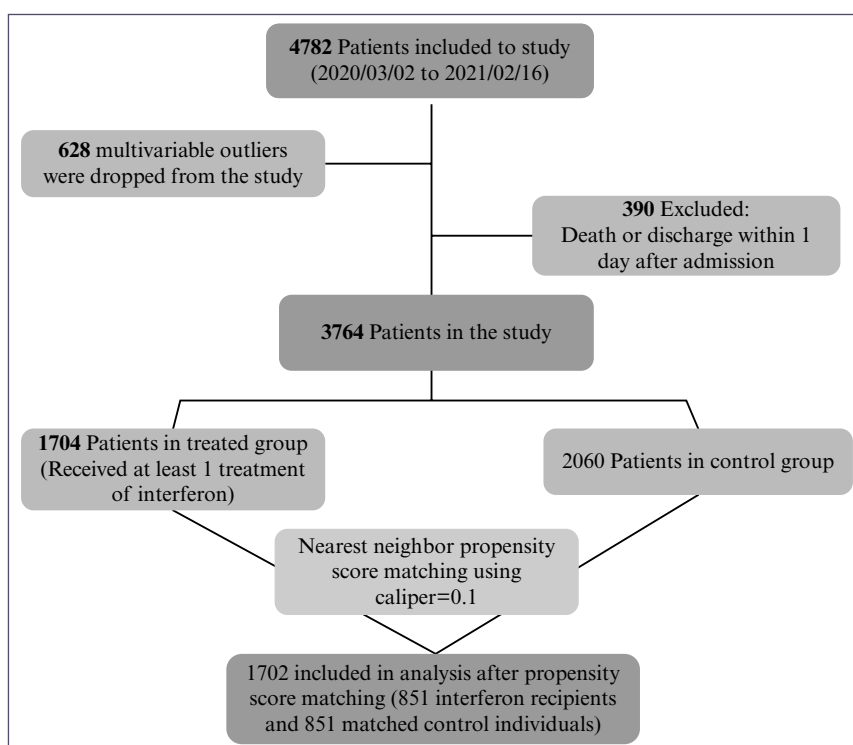 4782 Patients included to study
(2020/03/02 to 2021/02/16)
628 multivariable outliers
were dropped from the study
390 Excluded:
Death or discharge within 1
day after admission
3764 Patients in the study
1704 Patients in treated group
(Received at least 1 treatment
of interferon)
2060 Patients in control group
Nearest neighbor propensity
score matching using
caliper=0.1
1702 included in analysis after propensity
score matching (851 interferon recipients
and 851 matched control individuals)